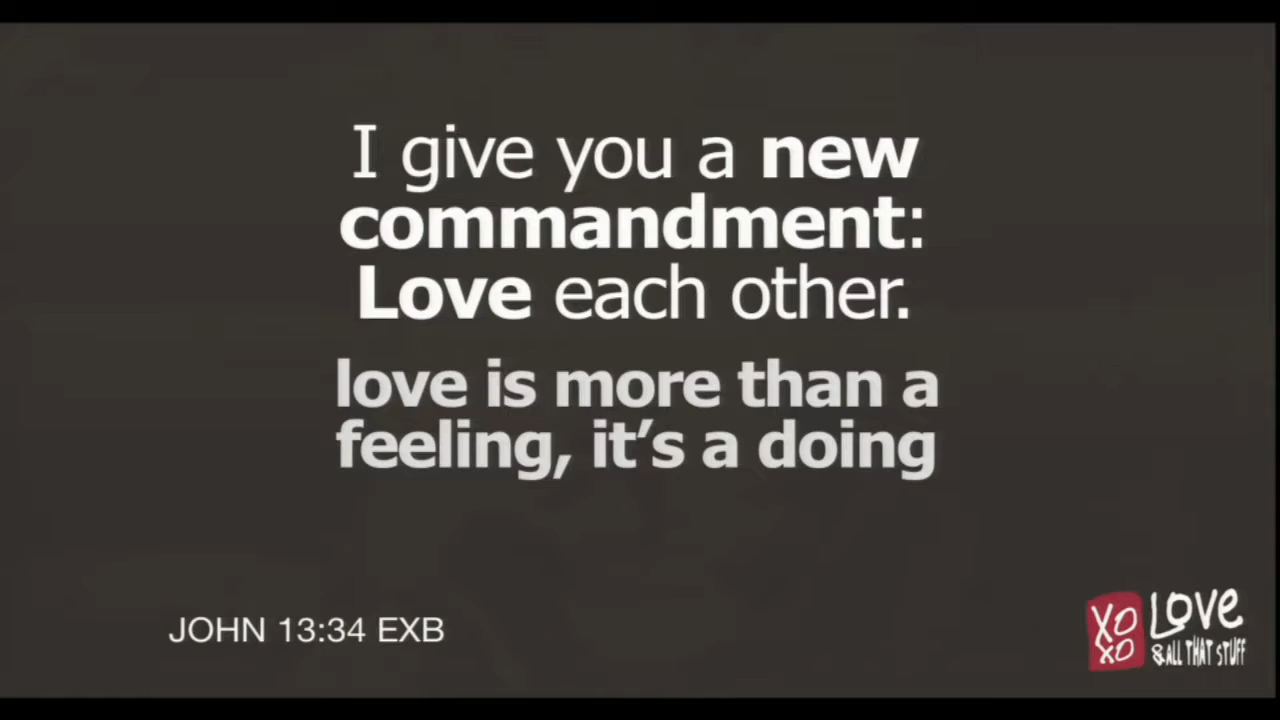 I give you a new
commandment:
Love each other.
love is more than a
feeling, it's a doing
JOHN 13:34 EXB
XO
XO
LOVE
&ALL THAT STUFF